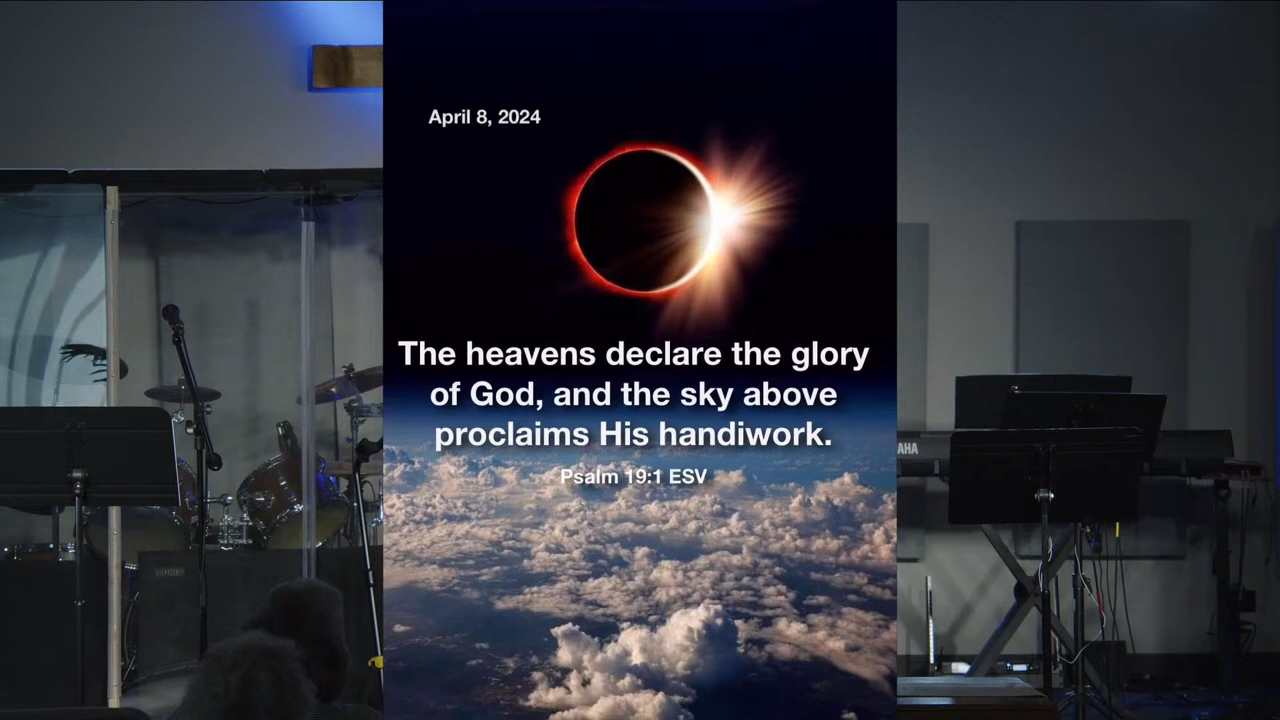 April 8, 2024
The heavens declare the glory
of God, and the sky above
proclaims His handiwork.
Psalm 19:1 ESV
AHA